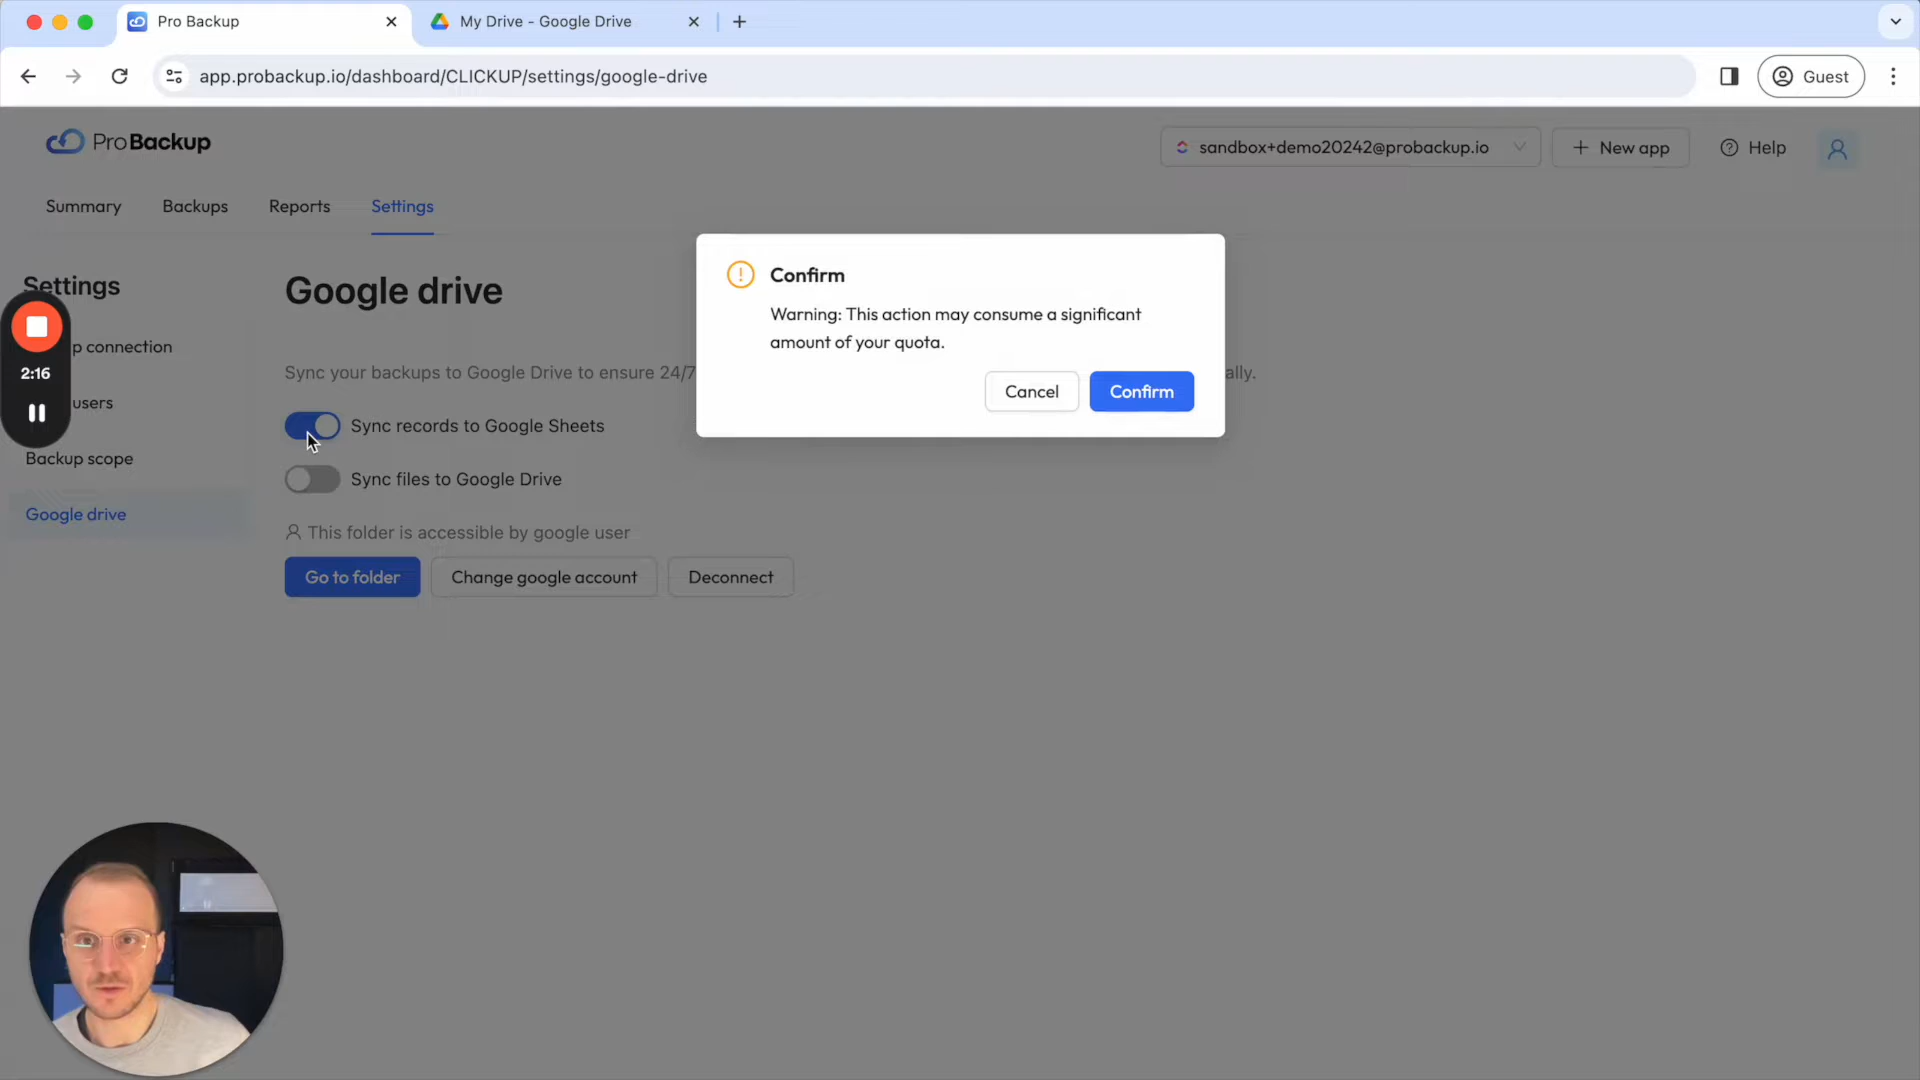 Pro Backup
My Drive - Google Drive
app.probackup.io/dashboard/CLICKUP/settings/google-drive
Guest
ProBackup
sandbox+demo20242@probackup.io
New app
Help
Summary
Backups
Reports
Settings
Settings
p connection
users
Backup scope
Google drive
2:16
Google drive
Sync your backups to Google Drive to ensure 24/7
ally.
Sync records to Google Sheets
Sync files to Google Drive
This folder is accessible by google user
Go to folder
Change google account
Deconnect
Confirm
Warning: This action may consume a significant
amount of your quota.
Cancel
Confirm